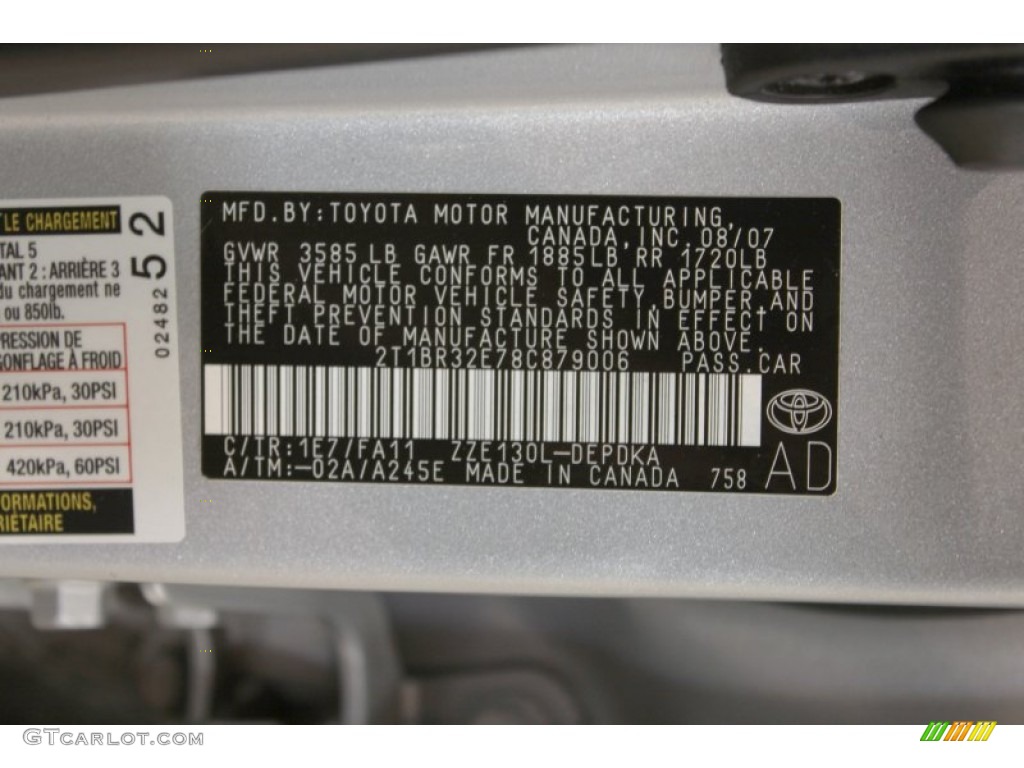 LE CHARGEMENT
TAL 5
ANT 2 : ARRIÈRE 3
du chargement ne
ou 850lb.
PRESSION DE
GONFLAGE À FROID
210kPa, 30PSI
210kPa, 30PSI
420kPa, 60PSI
FORMATIONS,
RIÉTAIRE
02482 52
MFD.BY:TOYOTA MOTOR MANUFACTURING,
CANADA,INC.08/07
GVWR 3585LB GAWR FR 1885LB RR 1720LB
THIS VEHICLE CONFORMS TO ALL APPLICABLE
FEDERAL MOTOR VEHICLE SAFETY,BUMPER,AND
THEFT PREVENTION STANDARDS IN EFFECT ON
THE DATE OF MANUFACTURE SHOWN ABOVE.
2T1BR32E78C879006 PASS.CAR
C/TR:1E7/FA11 ZZE130L-DEPDKA
A/TM:-02A/A245E MADE IN CANADA 758 AD
GTCarlot.com